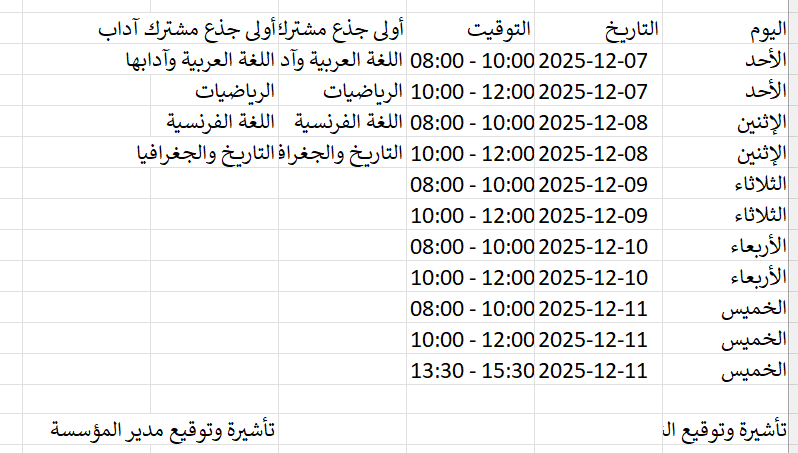 اليوم التاريخ التوقيت أولى جذع مشترك أولى جذع مشترك آداب
الأحد 2025-12-07 08:00 - 10:00 اللغة العربية وآد اللغة العربية وآدابها
الأحد 2025-12-07 10:00 - 12:00 الرياضيات الرياضيات
الإثنين 2025-12-08 08:00 - 10:00 اللغة الفرنسية اللغة الفرنسية
الإثنين 2025-12-08 10:00 - 12:00 التاريخ والجغراف التاريخ والجغرافيا
الثلاثاء 2025-12-09 08:00 - 10:00
الثلاثاء 2025-12-09 10:00 - 12:00
الأربعاء 2025-12-10 08:00 - 10:00
الأربعاء 2025-12-10 10:00 - 12:00
الخميس 2025-12-11 08:00 - 10:00
الخميس 2025-12-11 10:00 - 12:00
الخميس 2025-12-11 13:30 - 15:30
تأشيرة وتوقيع تأشيرة وتوقيع مدير المؤسسة